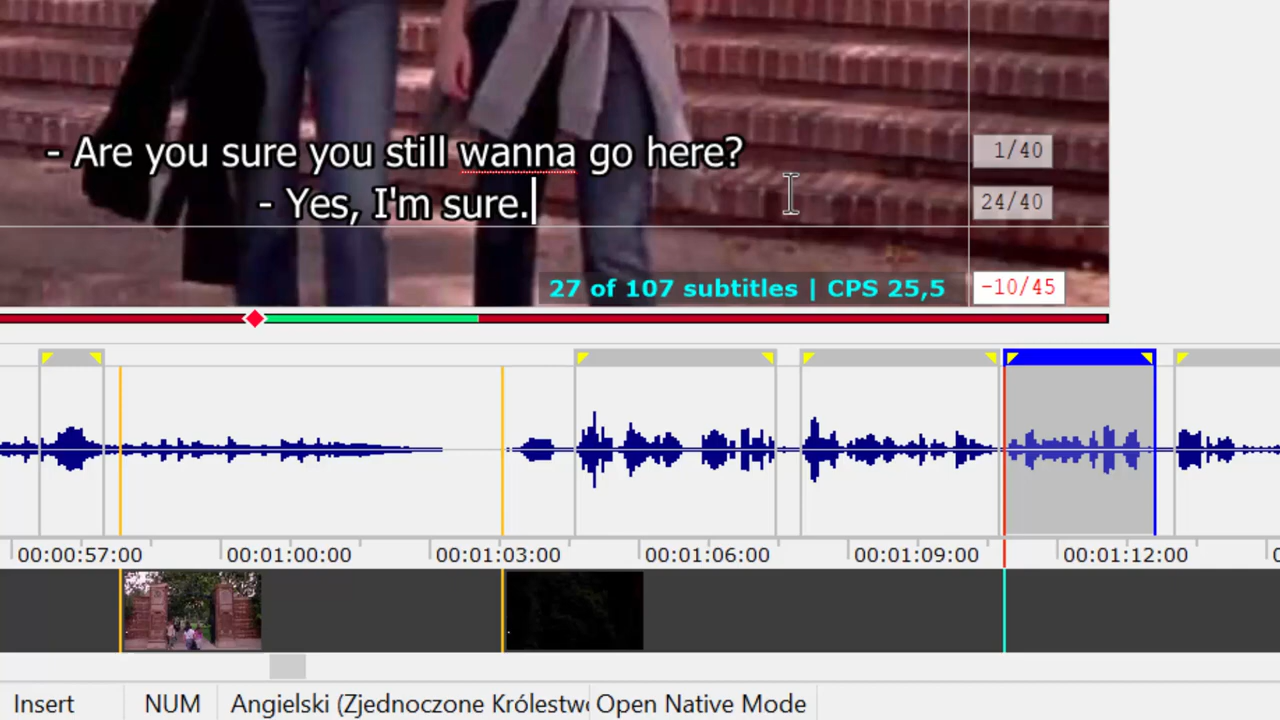 - Are you sure you still wanna go here?
1/40
- Yes, I'm sure.
24/40
27 of 107 subtitles | CPS 25,5
-10/45
00:00:57:00 00:01:00:00 00:01:03:00 00:01:06:00 00:01:09:00 00:01:12:00
Insert NUM Angielski (Zjednoczone Królestwo Open Native Mode